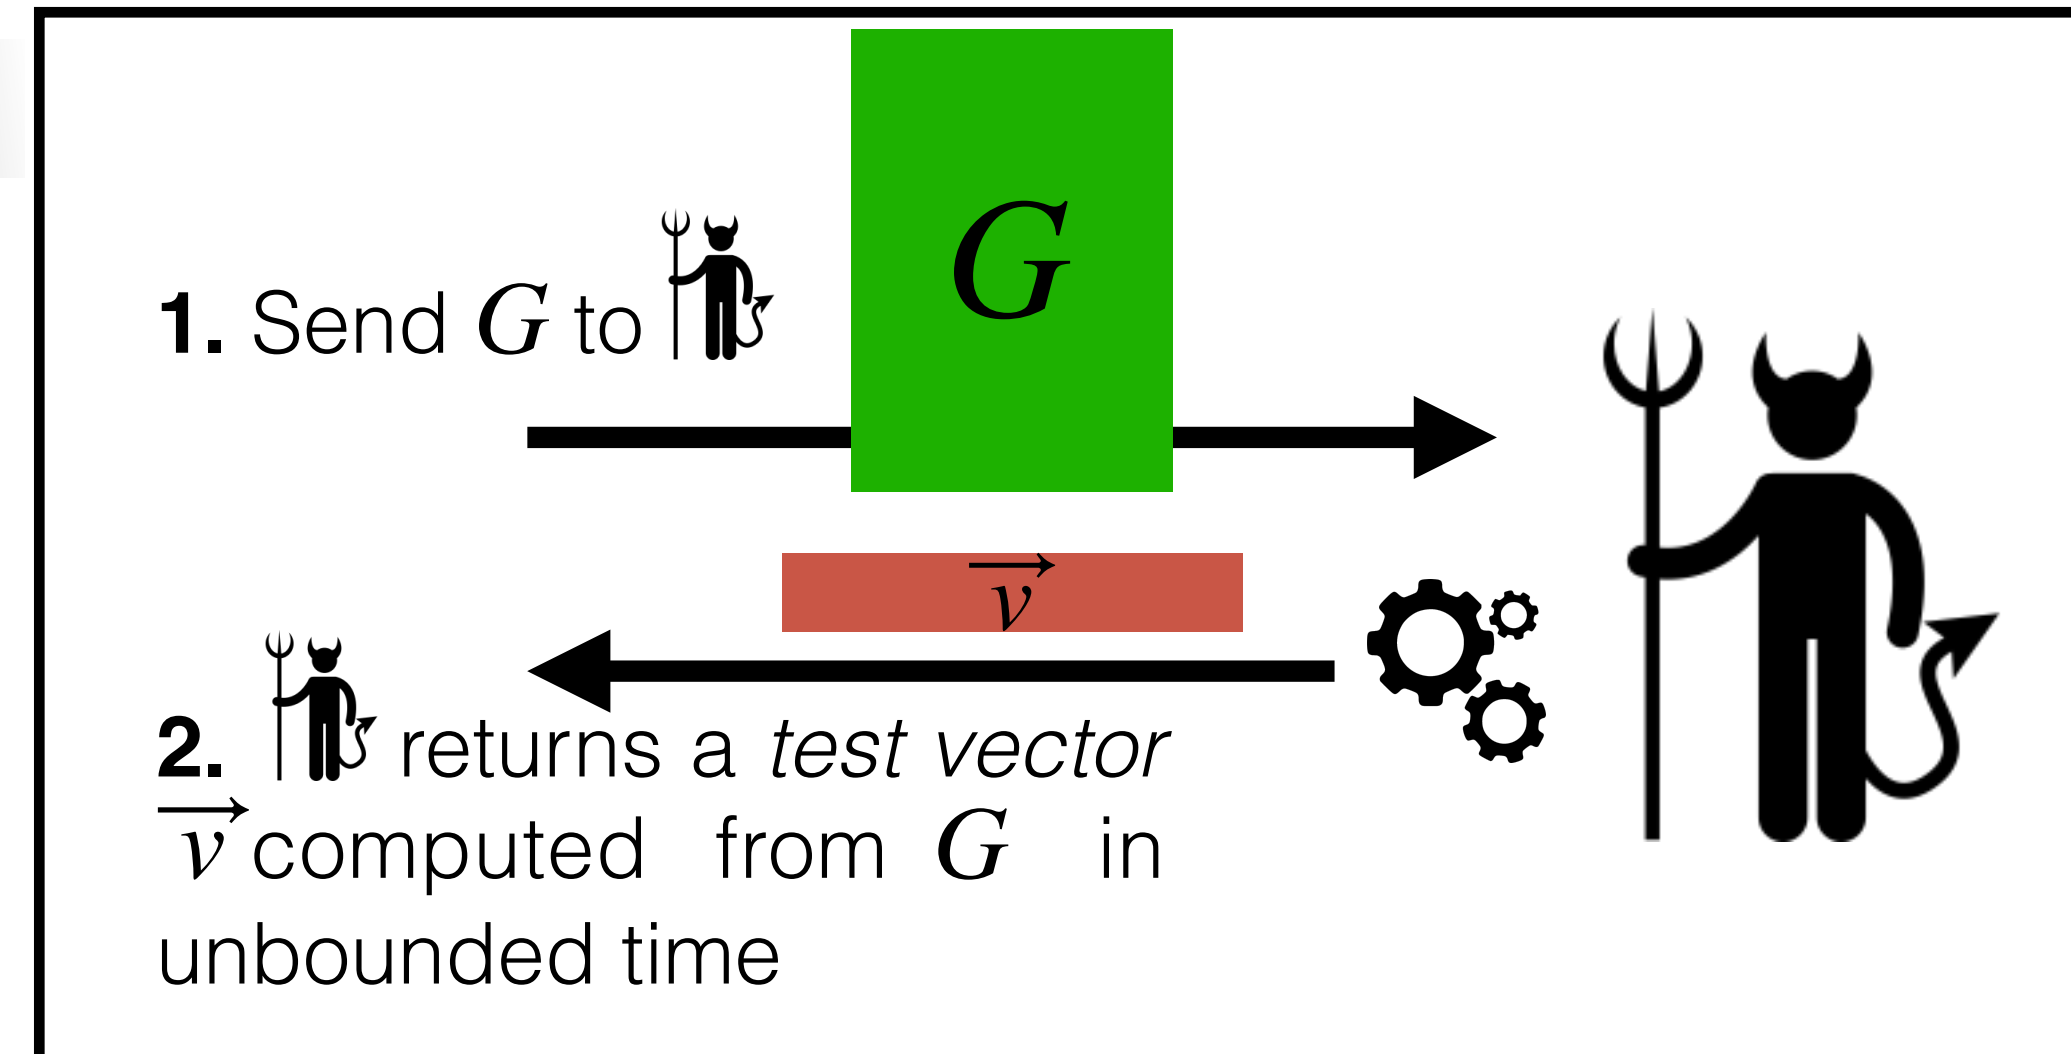 G
1. Send G to
v⃗
2. returns a test vector
v⃗ computed from G in
unbounded time